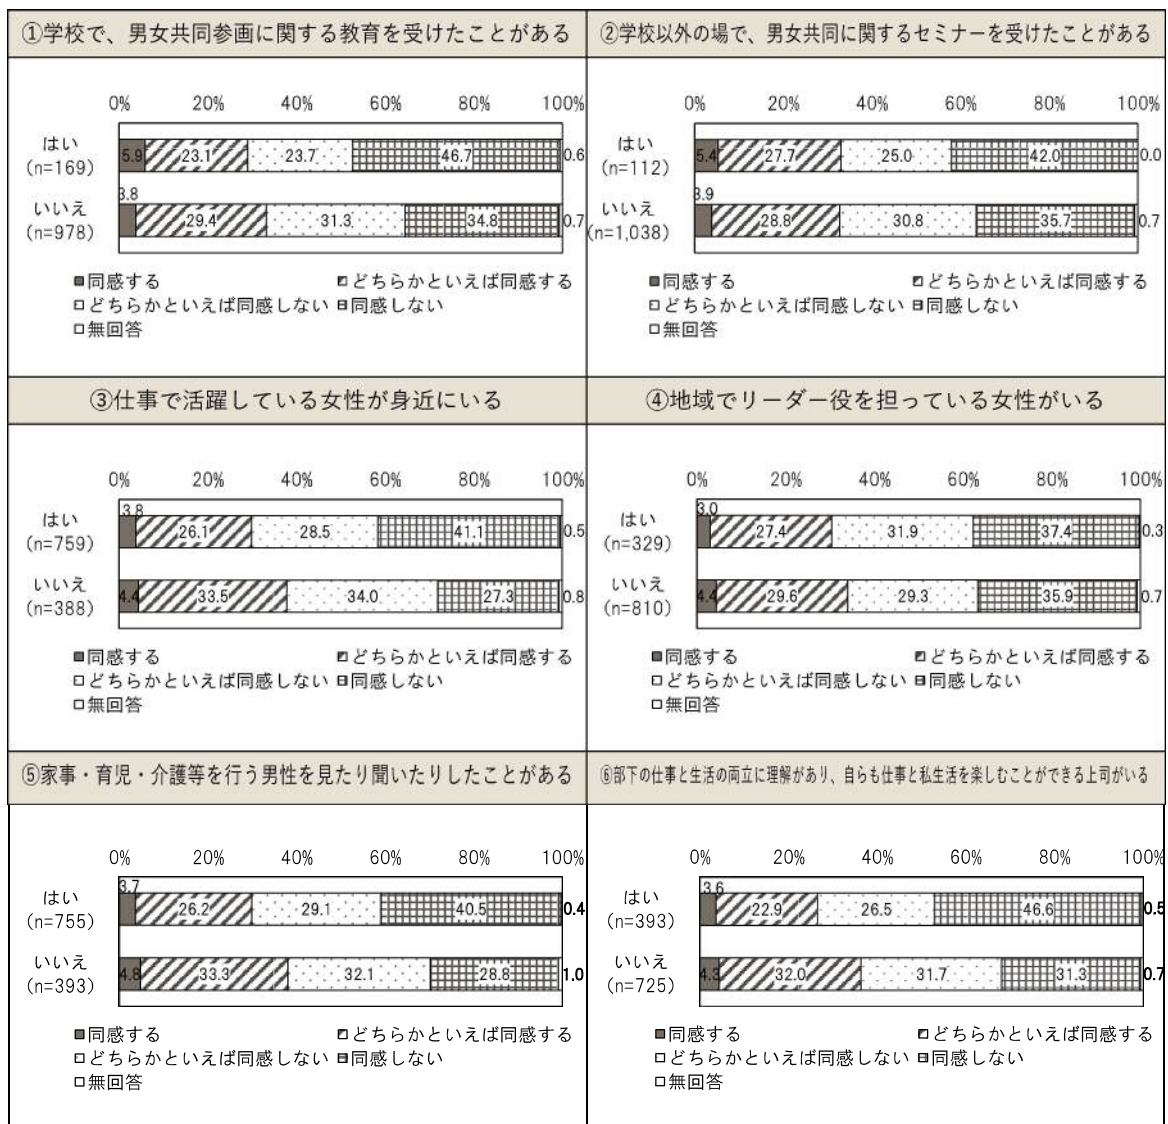 ①学校で、男女共同参画に関する教育を受けたことがある
0% 20% 40% 60% 80% 100%
はい
(n=169)
5.9 23.1 23.7 46.7 0.6
3.8
いいえ
(n=978)
29.4 31.3 34.8 0.7
■同感する どちらかといえば同感する
□どちらかといえば同感しない 同感しない
□無回答
②学校以外の場で、男女共同に関するセミナーを受けたことがある
0% 20% 40% 60% 80% 100%
はい
(n=112)
5.4 27.7 25.0 42.0 0.0
3.9
いいえ
(n=1,038)
28.8 30.8 35.7 0.7
■同感する どちらかといえば同感する
□どちらかといえば同感しない 同感しない
□無回答
③仕事で活躍している女性が身近にいる
0% 20% 40% 60% 80% 100%
3.8
はい
(n=759)
26.1 28.5 41.1 0.5
いいえ
(n=388)
4.4 33.5 34.0 27.3 0.8
■同感する どちらかといえば同感する
□どちらかといえば同感しない 同感しない
□無回答
④地域でリーダー役を担っている女性がいる
0% 20% 40% 60% 80% 100%
3.0
はい
(n=329)
27.4 31.9 37.4 0.3
いいえ
(n=810)
4.4 29.6 29.3 35.9 0.7
■同感する どちらかといえば同感する
□どちらかといえば同感しない 同感しない
□無回答
⑤家事・育児・介護等を行う男性を見たり聞いたりしたことがある
0% 20% 40% 60% 80% 100%
3.7
はい
(n=755)
26.2 29.1 40.5 0.4
いいえ
(n=393)
4.8 33.3 32.1 28.8 1.0
■同感する どちらかといえば同感する
□どちらかといえば同感しない 同感しない
□無回答
⑥部下の仕事と生活の両立に理解があり、自らも仕事と私生活を楽しむことができる上司がいる
0% 20% 40% 60% 80% 100%
3.6
はい
(n=393)
22.9 26.5 46.6 0.5
いいえ
(n=725)
4.3 32.0 31.7 31.3 0.7
■同感する どちらかといえば同感する
□どちらかといえば同感しない 同感しない
□無回答